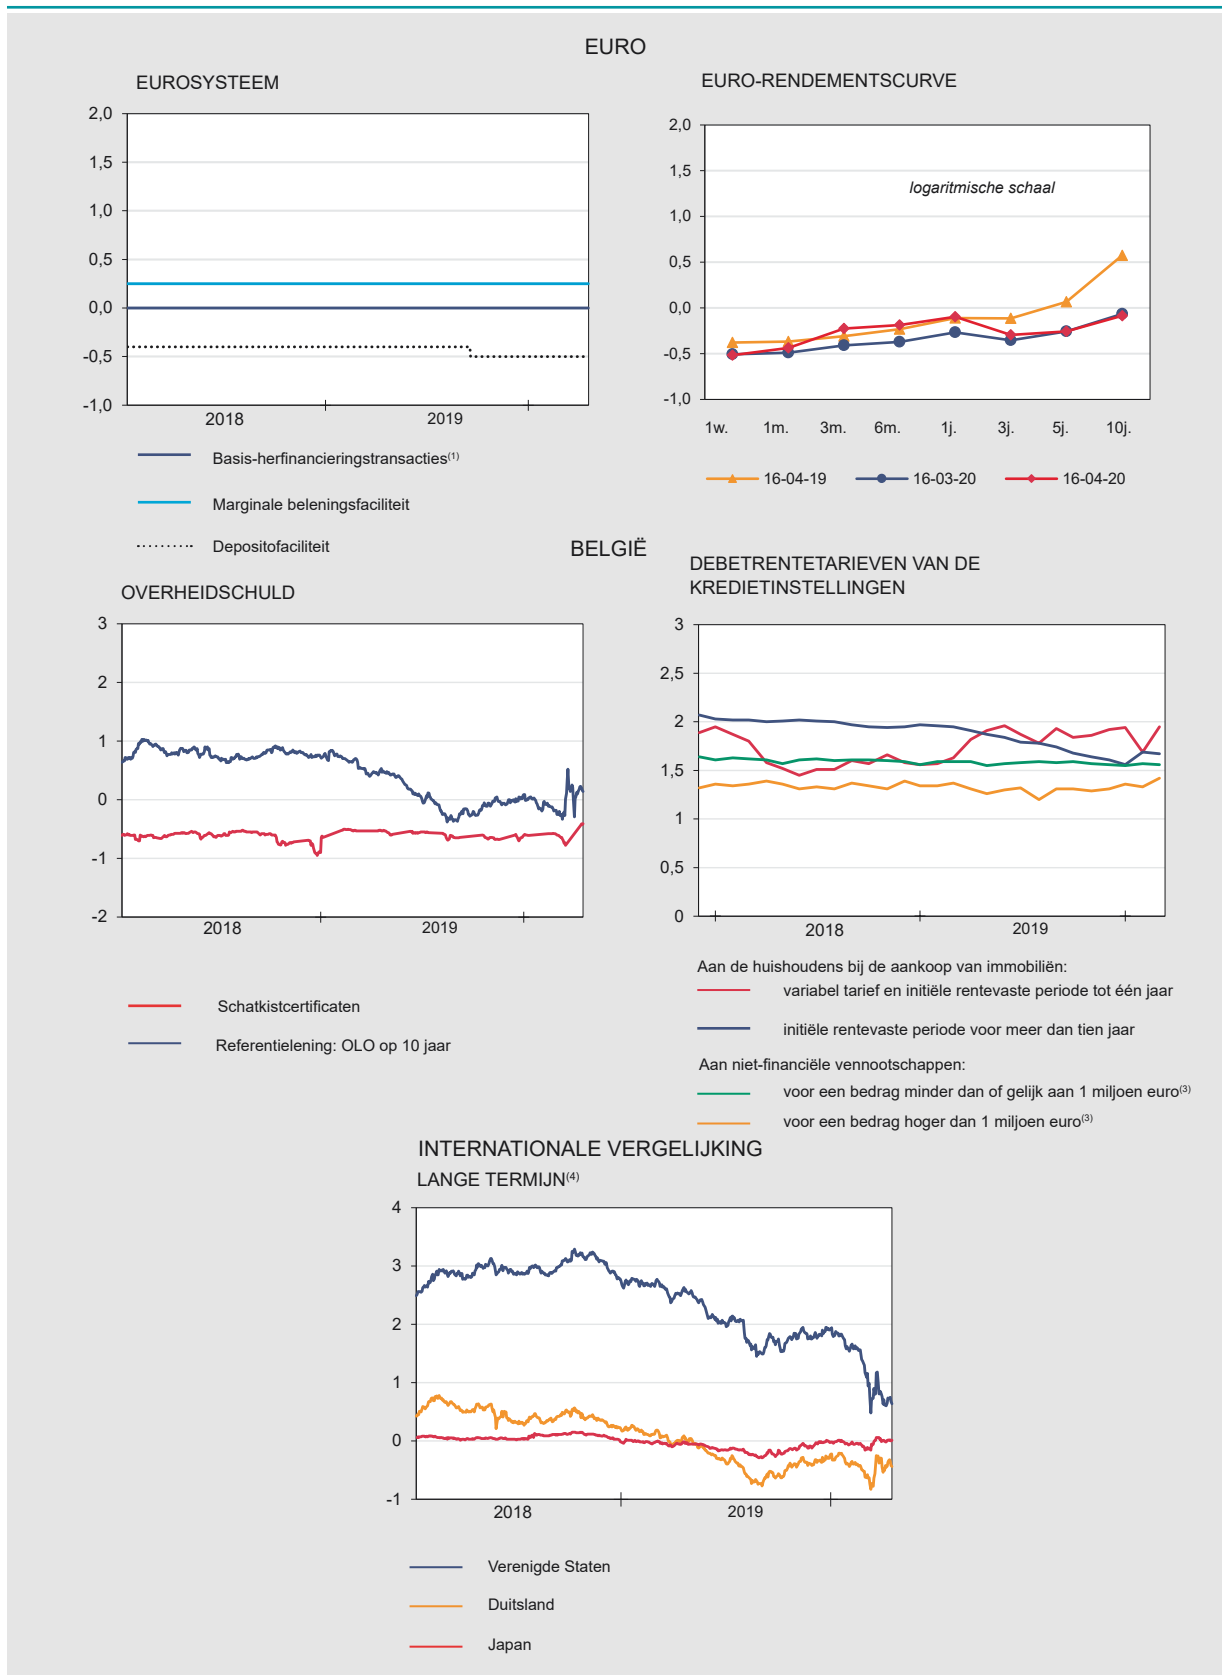 EURO
EUROSYSTEEM
2,0
1,5
1,0
0,5
0,0
-0,5
-1,0
2018 2019
Basis-herfinancieringstransacties(1)
Marginale beleningsfaciliteit
Depositofaciliteit
EURO-RENDEMENTSCURVE
2,0
1,5
1,0
0,5
0,0
-0,5
-1,0
logaritmische schaal
1w. 1m. 3m. 6m. 1j. 3j. 5j. 10j.
16-04-19 16-03-20 16-04-20
BELGIË
OVERHEIDSCHULD
3
2
1
0
-1
-2
2018 2019
Schatkistcertificaten
Referentielening: OLO op 10 jaar
DEBETRENTETARIEVEN VAN DE
KREDIETINSTELLINGEN
3
2,5
2
1,5
1
0,5
0
2018 2019
Aan de huishoudens bij de aankoop van immobiliën:
variabel tarief en initiële rentevaste periode tot één jaar
initiële rentevaste periode voor meer dan tien jaar
Aan niet-financiële vennootschappen:
voor een bedrag minder dan of gelijk aan 1 miljoen euro(3)
voor een bedrag hoger dan 1 miljoen euro(3)
INTERNATIONALE VERGELIJKING
LANGE TERMIJN(4)
4
3
2
1
0
-1
2018 2019
Verenigde Staten
Duitsland
Japan